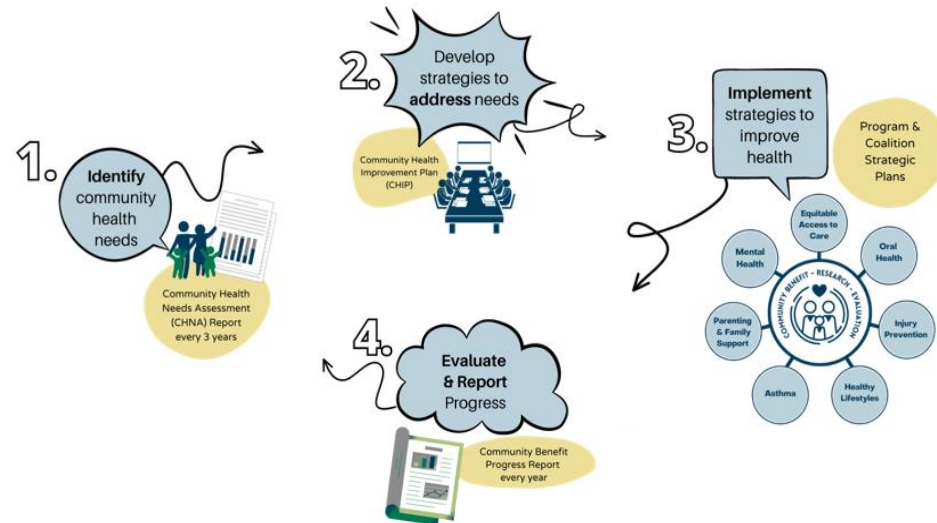 1.
Identify
community
health
needs
Community Health
Needs Assessment
(CHNA) Report
every 3 years
2.
Develop
strategies to
address needs
Community Health
Improvement Plan
(CHIP)
3.
Implement
strategies to
improve
health
Program &
Coalition
Strategic
Plans
Equitable
Access to
Care
Oral
Health
Injury
Prevention
Healthy
Lifestyles
Asthma
Parenting
& Family
Support
Mental
Health
COMMUNITY BENEFIT - RESEARCH - EVALUATION
4.
Evaluate
& Report
Progress
Community Benefit
Progress Report
every year